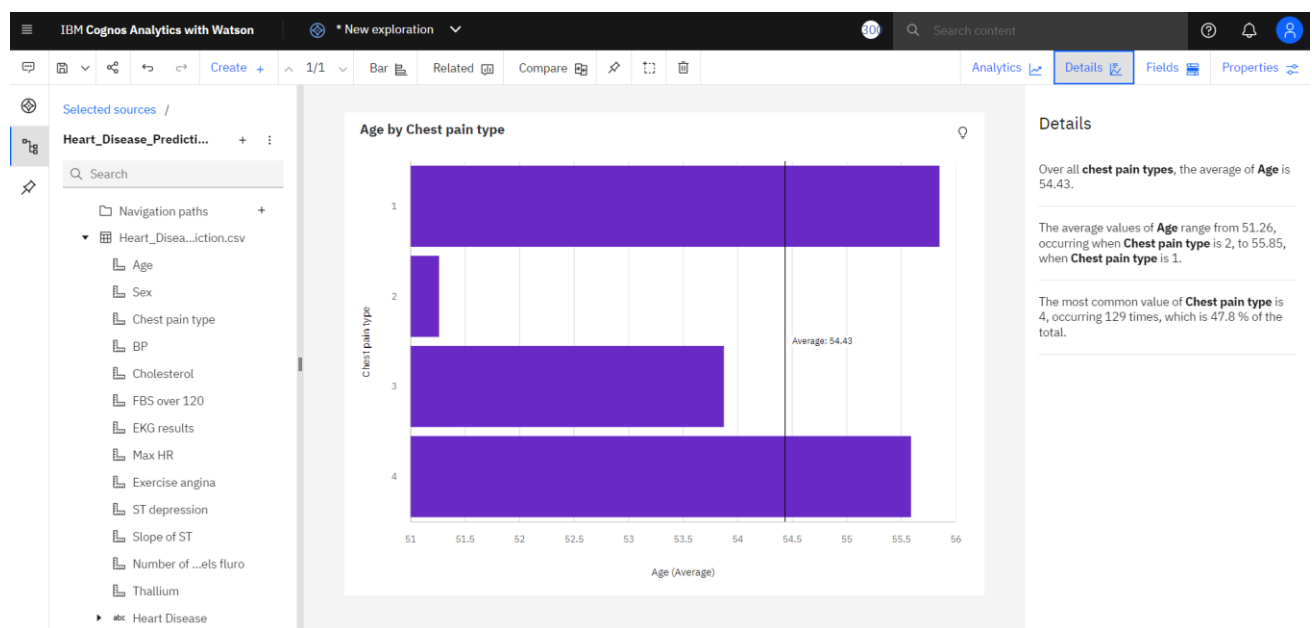 IBM Cognos Analytics with Watson
* New exploration
300
Search content
Create +
1/1
Bar
Related
Compare
Analytics
Details
Fields
Properties
Selected sources /
Heart_Disease_Predicti...
Search
Navigation paths
Heart_Disea...iction.csv
Age
Sex
Chest pain type
BP
Cholesterol
FBS over 120
EKG results
Max HR
Exercise angina
ST depression
Slope of ST
Number of ...els fluro
Thallium
abc Heart Disease
Age by Chest pain type
Chest pain type
1
2
3
4
Average: 54.43
51 51.5 52 52.5 53 53.5 54 54.5 55 55.5 56
Age (Average)
Details
Over all chest pain types, the average of Age is
54.43.
The average values of Age range from 51.26,
occurring when Chest pain type is 2, to 55.85,
when Chest pain type is 1.
The most common value of Chest pain type is
4, occurring 129 times, which is 47.8 % of the
total.